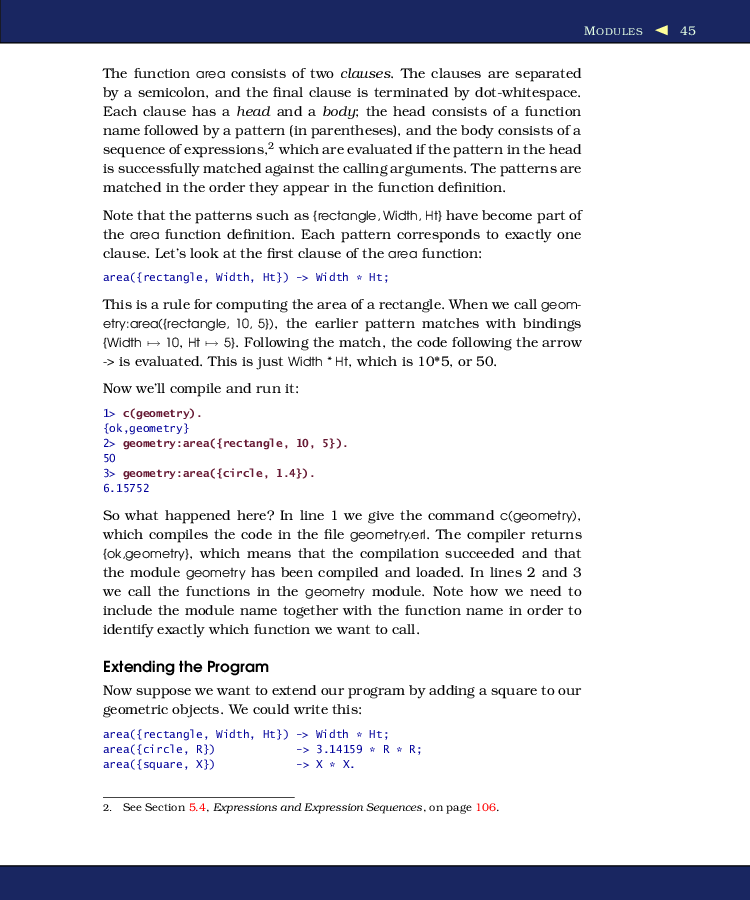 MODULES ◀ 45
The function area consists of two clauses. The clauses are separated
by a semicolon, and the final clause is terminated by dot-whitespace.
Each clause has a head and a body; the head consists of a function
name followed by a pattern (in parentheses), and the body consists of a
sequence of expressions,2 which are evaluated if the pattern in the head
is successfully matched against the calling arguments. The patterns are
matched in the order they appear in the function definition.
Note that the patterns such as {rectangle, Width, Ht} have become part of
the area function definition. Each pattern corresponds to exactly one
clause. Let's look at the first clause of the area function:
area({rectangle, Width, Ht}) -> Width * Ht;
This is a rule for computing the area of a rectangle. When we call geom-
etry:area({rectangle, 10, 5}), the earlier pattern matches with bindings
{Width ↦ 10, Ht ↦ 5}. Following the match, the code following the arrow
-> is evaluated. This is just Width * Ht, which is 10*5, or 50.
Now we'll compile and run it:
1> c(geometry).
{ok,geometry}
2> geometry:area({rectangle, 10, 5}).
50
3> geometry:area({circle, 1.4}).
6.15752
So what happened here? In line 1 we give the command c(geometry),
which compiles the code in the file geometry.erl. The compiler returns
{ok,geometry}, which means that the compilation succeeded and that
the module geometry has been compiled and loaded. In lines 2 and 3
we call the functions in the geometry module. Note how we need to
include the module name together with the function name in order to
identify exactly which function we want to call.
Extending the Program
Now suppose we want to extend our program by adding a square to our
geometric objects. We could write this:
area({rectangle, Width, Ht}) -> Width * Ht;
area({circle, R}) -> 3.14159 * R * R;
area({square, X}) -> X * X.
2. See Section 5.4, Expressions and Expression Sequences, on page 106.